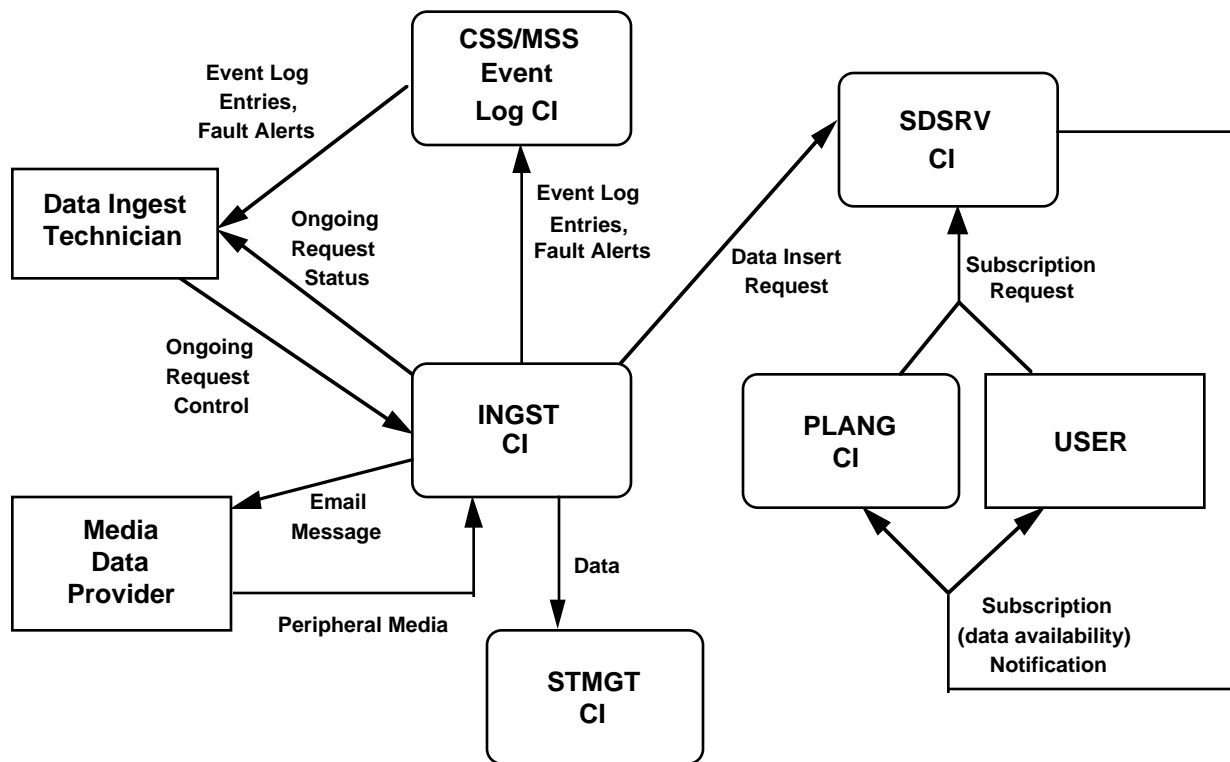 CSS/MSS
Event
Log CI
Event Log
Entries,
Fault Alerts
SDSRV
CI
Data Ingest
Technician
Ongoing
Request
Status
Event Log
Entries,
Fault Alerts
Data Insert
Request
Subscription
Request
Ongoing
Request
Control
INGST
CI
PLANG
CI
USER
Email
Message
Media
Data
Provider
Data
Peripheral Media
Subscription
(data availability)
Notification
STMGT
CI